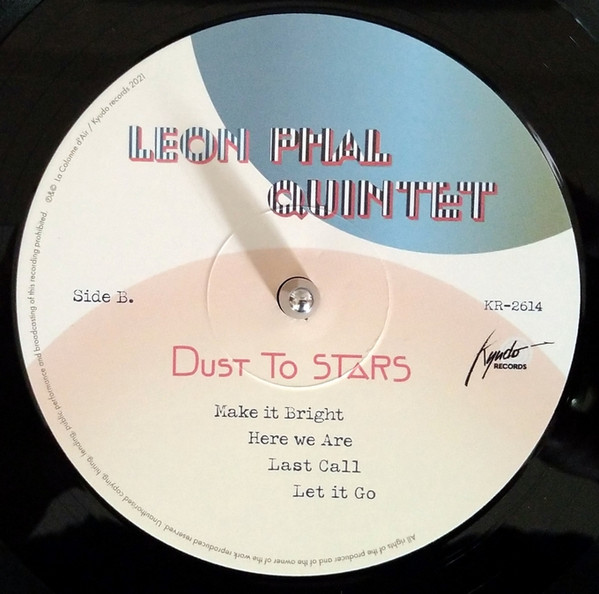 LEON PHAL
QUINTET
Side B.
KR-2614
Kyudo
RECORDS
DUST TO STARS
Make it Bright
Here we Are
Last Call
Let it Go
All rights of the producer and of the owner of the work reproduced reserved. Unauthorised copying, hiring, lending, public performance and broadcasting of this recording prohibited. ℗&© La Colonne d'Air / Kyudo records 2021